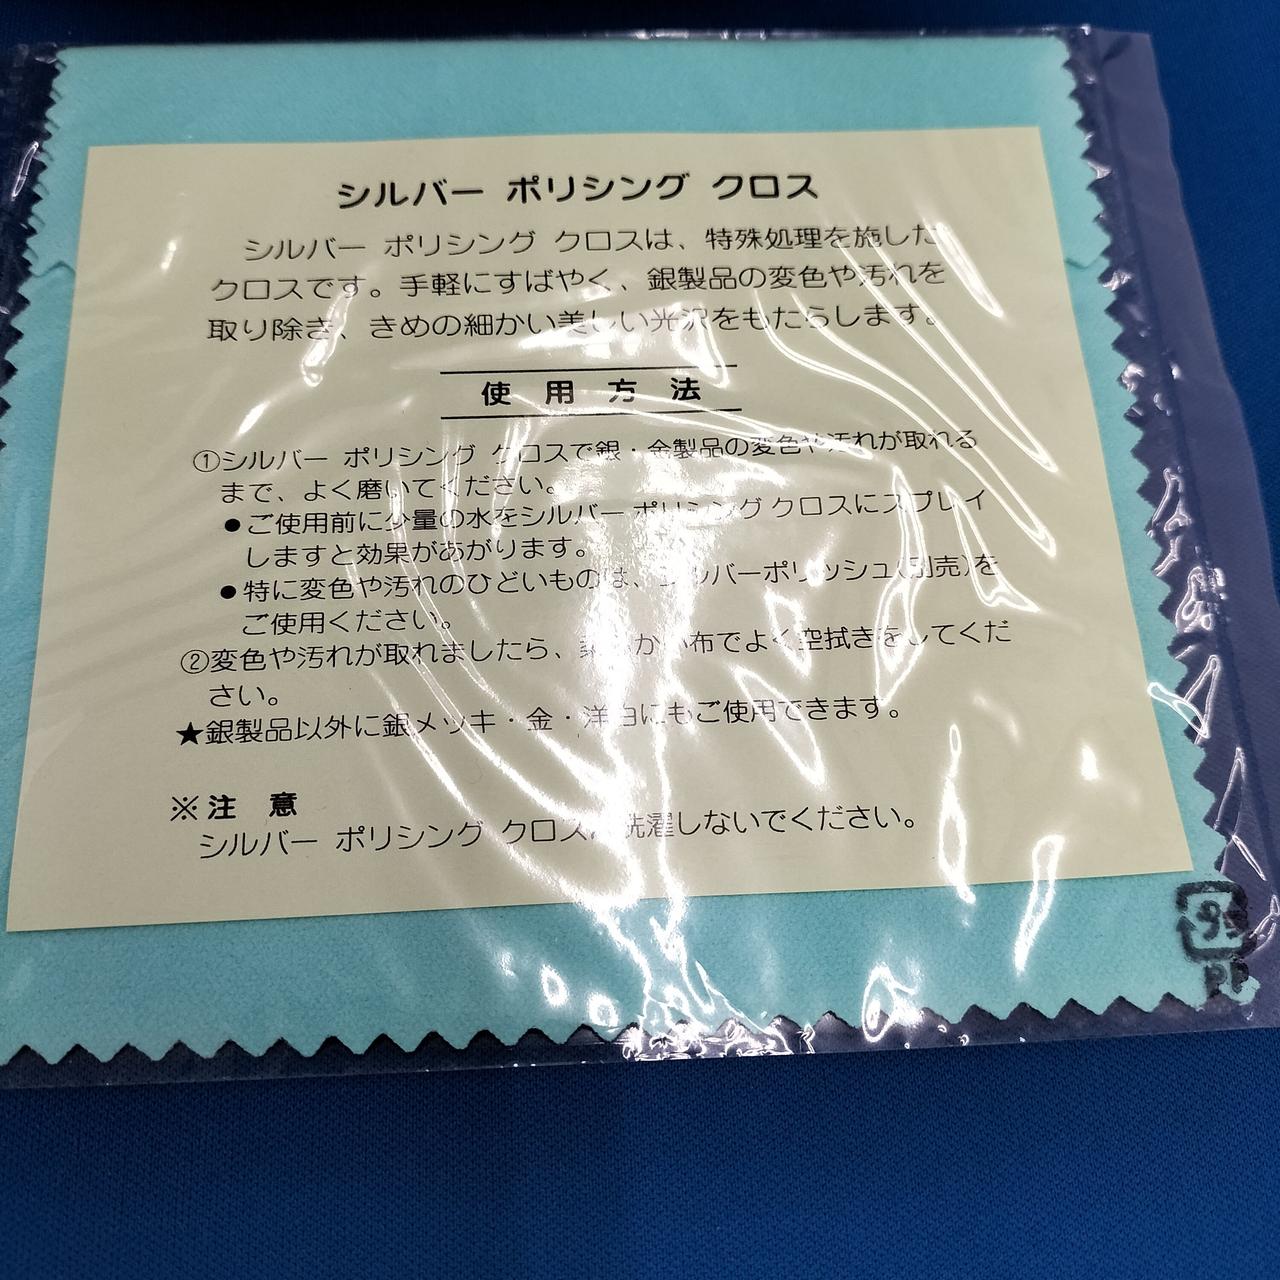 シルバー ポリシング クロス
シルバー ポリシング クロスは、特殊処理を施した
クロスです。手軽にすばやく、銀製品の変色や汚れを
取り除き、きめの細かい美しい光沢をもたらします。
使用方法
①シルバー ポリシング クロスで銀・金製品の変色や汚れが取れる
まで、よく磨いてください。
●ご使用前に少量の水をシルバー ポリシング クロスにスプレイ
しますと効果があがります。
●特に変色や汚れのひどいものは、シルバーポリッシュ(別売)を
ご使用ください。
②変色や汚れが取れましたら、柔らかい布でよく空拭きをしてくだ
さい。
★銀製品以外に銀メッキ・金・洋白にもご使用できます。
※注 意
シルバー ポリシング クロスは洗濯しないでください。
プラ
PP